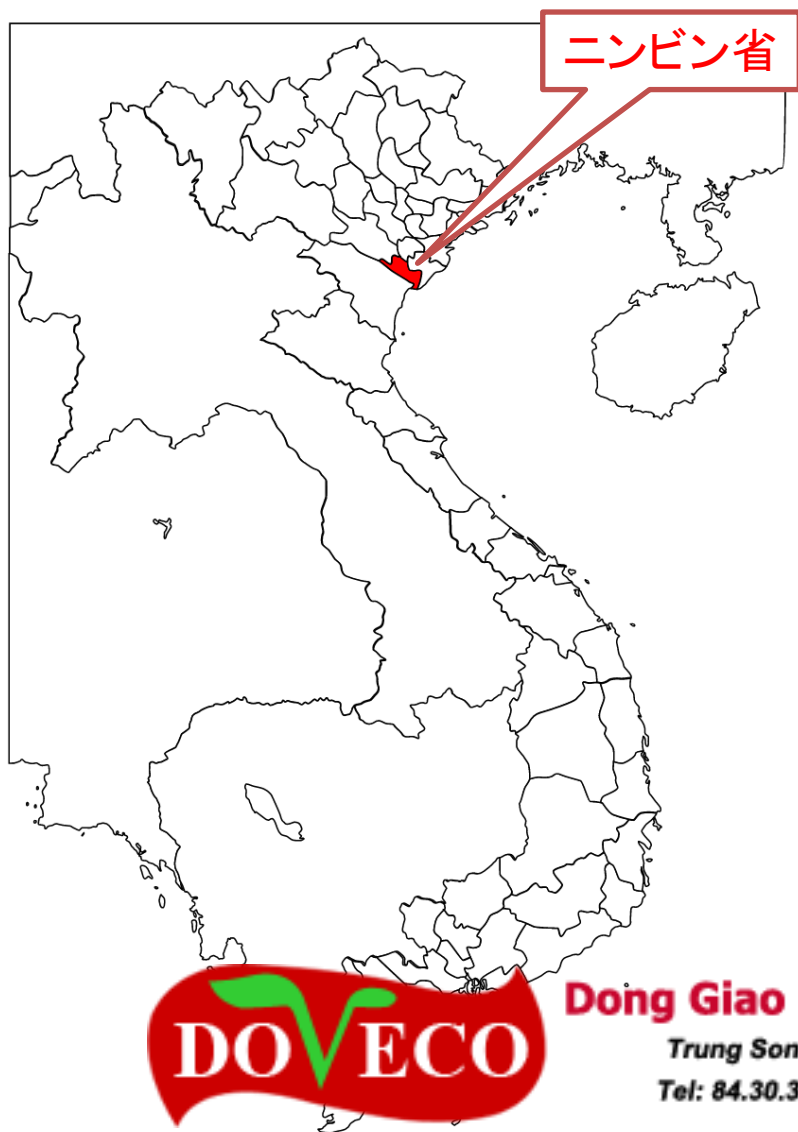 ニンビン省
DOVECO
Dong Giao
Trung Son
Tel: 84.30.3